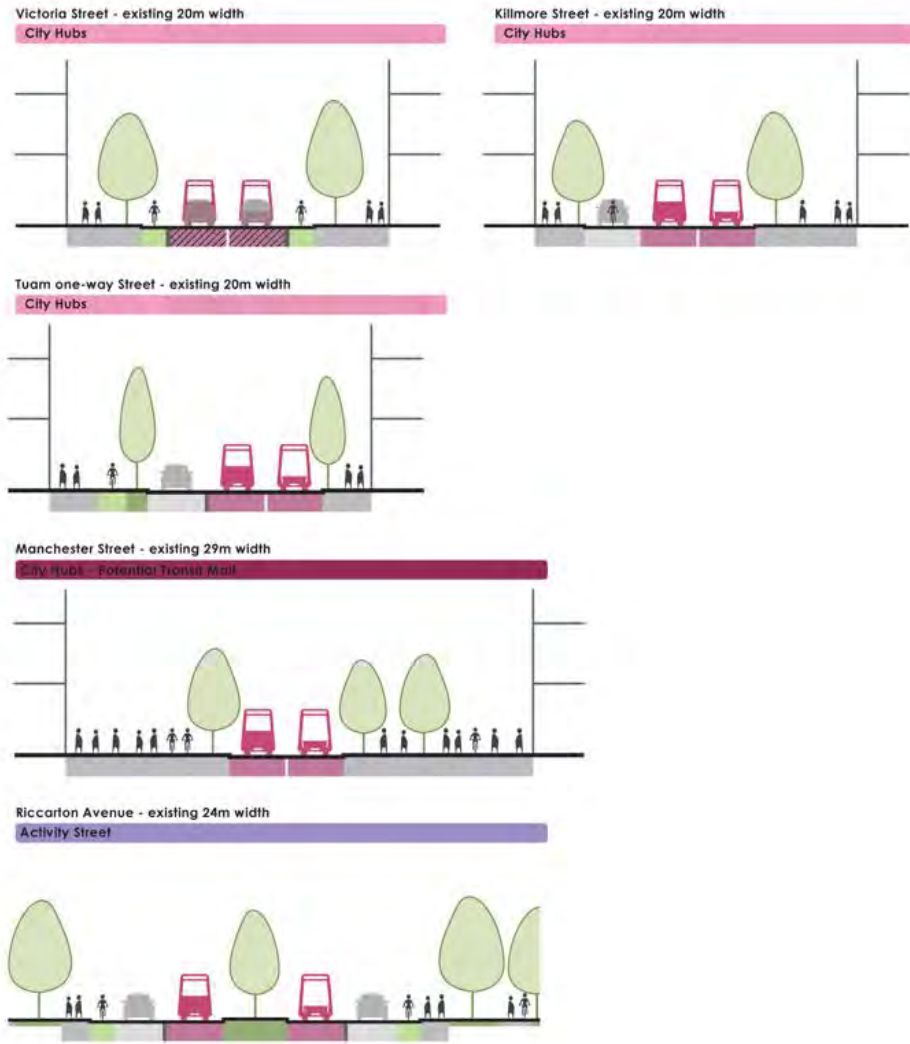 Victoria Street - existing 20m width
City Hubs
Killmore Street - existing 20m width
City Hubs
Tuam one-way Street - existing 20m width
City Hubs
Manchester Street - existing 29m width
City Hubs - Potential Transit Mall
Riccarton Avenue - existing 24m width
Activity Street